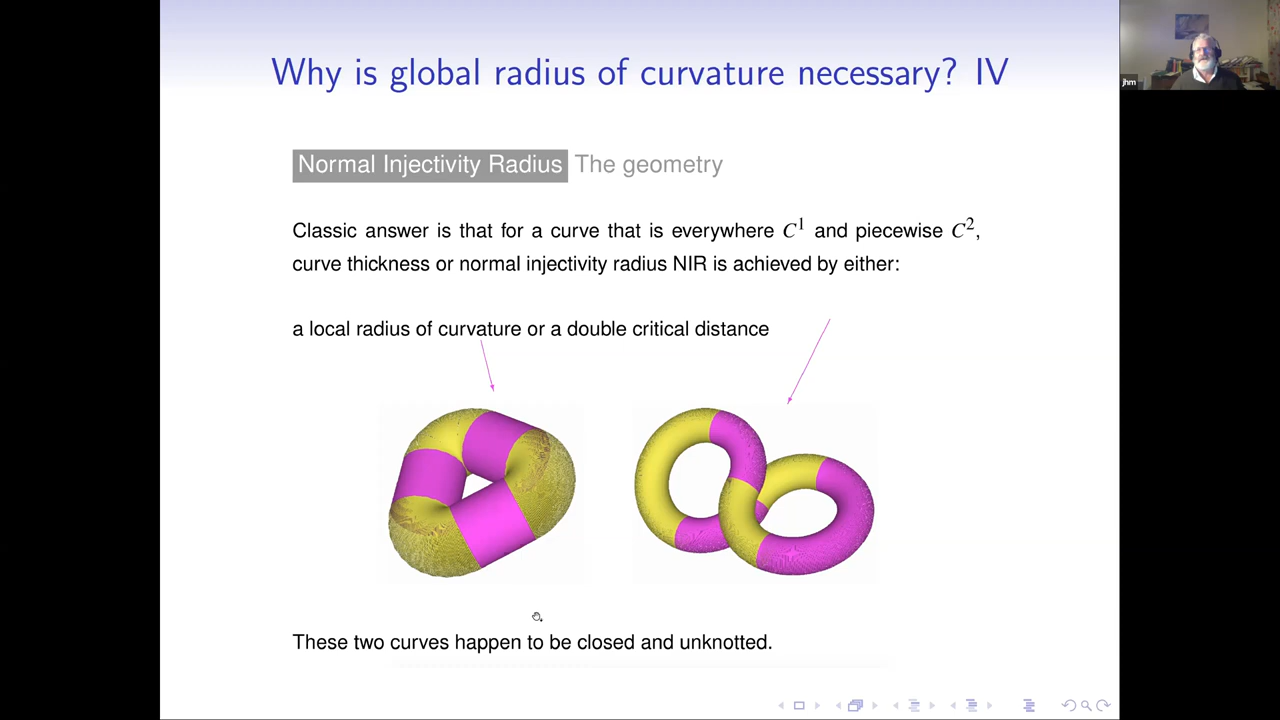 Why is global radius of curvature necessary? IV
jhm
Normal Injectivity Radius The geometry
Classic answer is that for a curve that is everywhere C¹ and piecewise C²,
curve thickness or normal injectivity radius NIR is achieved by either:
a local radius of curvature or a double critical distance
These two curves happen to be closed and unknotted.